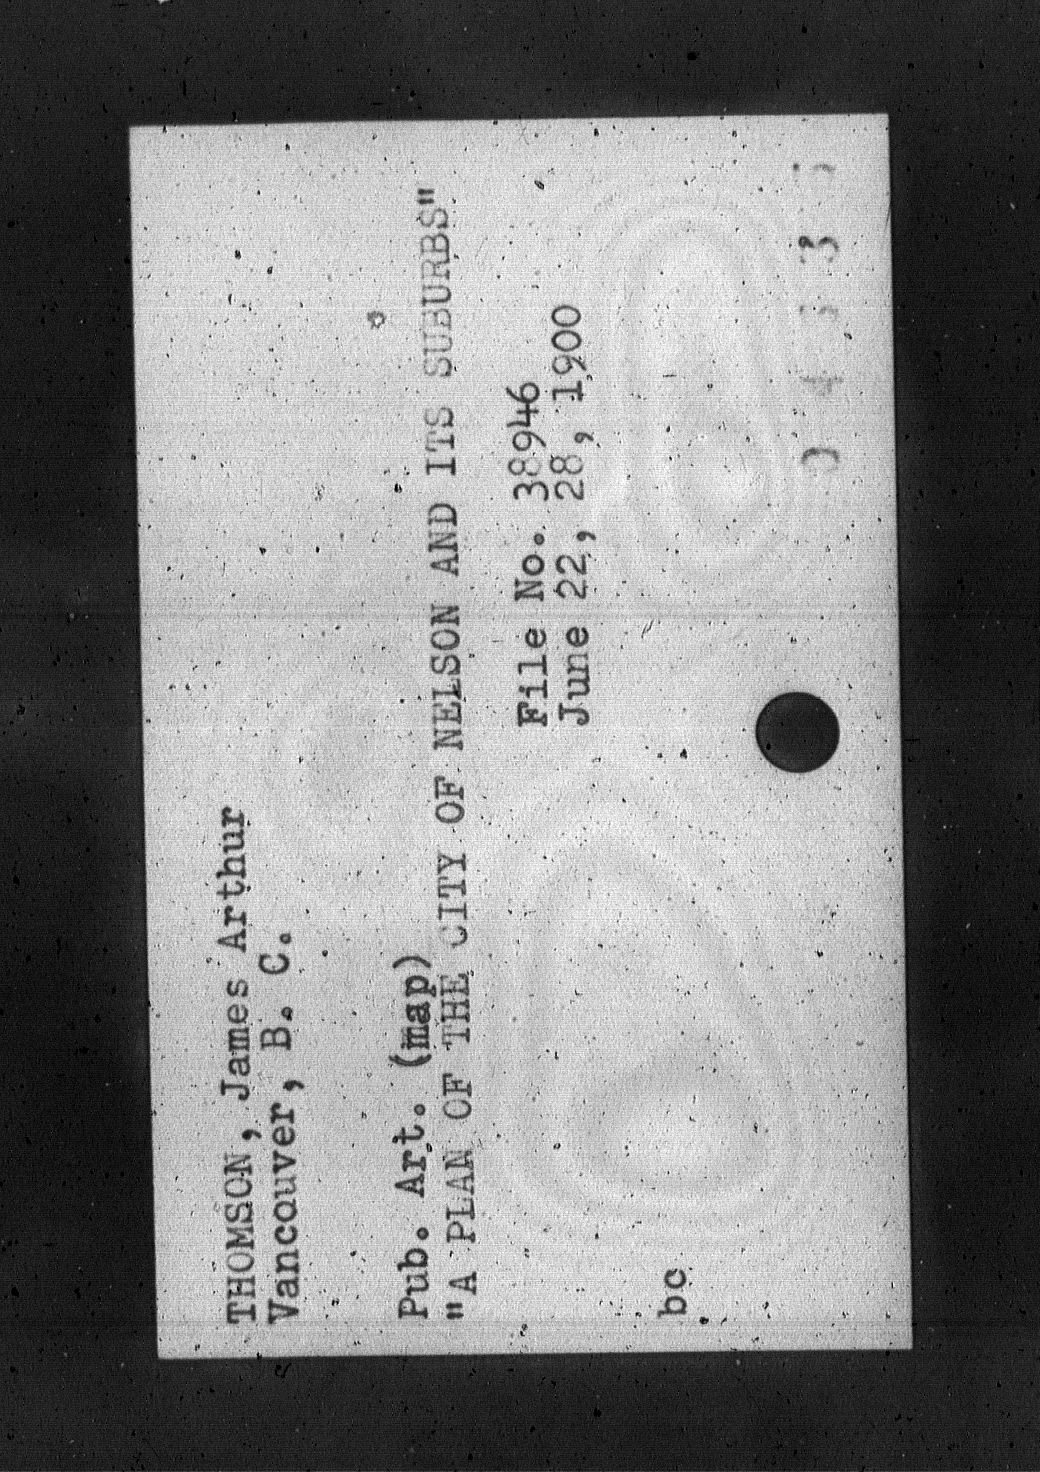 THOMSON, James Arthur
Vancouver, B. C.
Pub. Art. (map)
"A PLAN OF THE CITY OF NELSON AND ITS SUBURBS"
File No. 38946
June 22, 28, 1900
bc